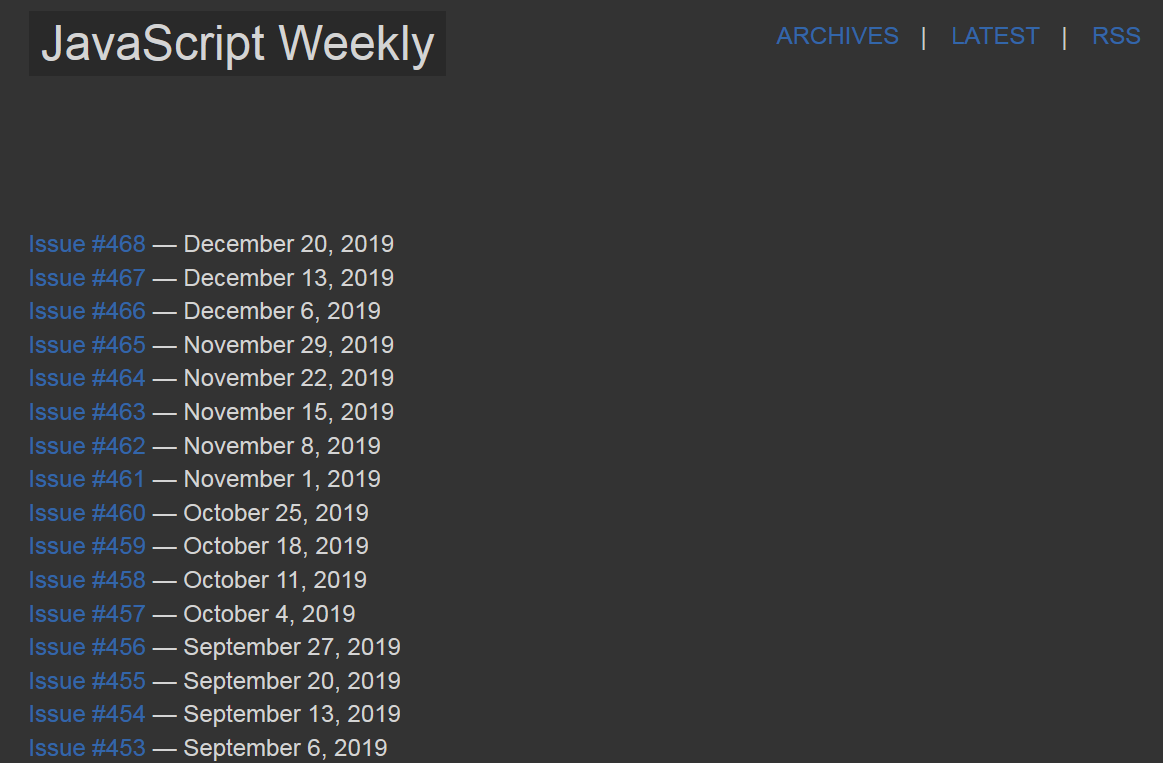 JavaScript Weekly
ARCHIVES | LATEST | RSS
Issue #468 — December 20, 2019
Issue #467 — December 13, 2019
Issue #466 — December 6, 2019
Issue #465 — November 29, 2019
Issue #464 — November 22, 2019
Issue #463 — November 15, 2019
Issue #462 — November 8, 2019
Issue #461 — November 1, 2019
Issue #460 — October 25, 2019
Issue #459 — October 18, 2019
Issue #458 — October 11, 2019
Issue #457 — October 4, 2019
Issue #456 — September 27, 2019
Issue #455 — September 20, 2019
Issue #454 — September 13, 2019
Issue #453 — September 6, 2019